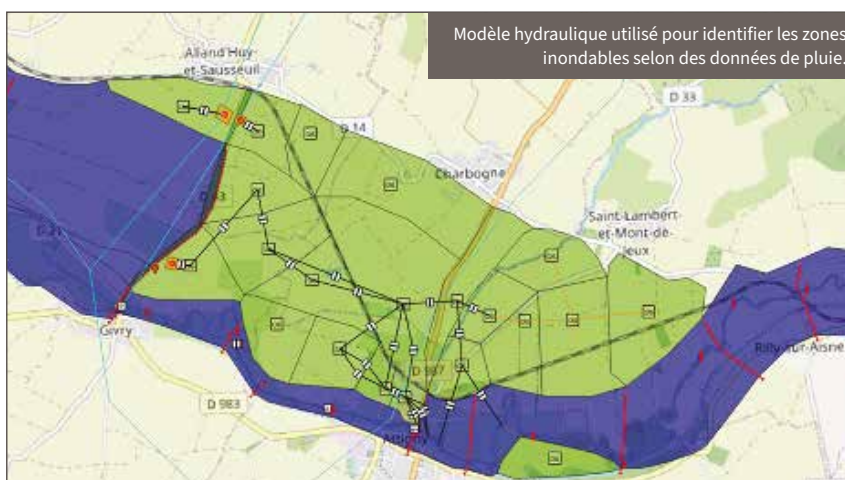 Modèle hydraulique utilisé pour identifier les zones
inondables selon des données de pluie.
Alland Huy-
et-Sausseuil
D 33
D 14
Charbogne
Saint-Lambert-
et-Mont-de-
Jeux
D 21
Givry
Rilly-sur-Aisne
D 987
D 983
Attigny